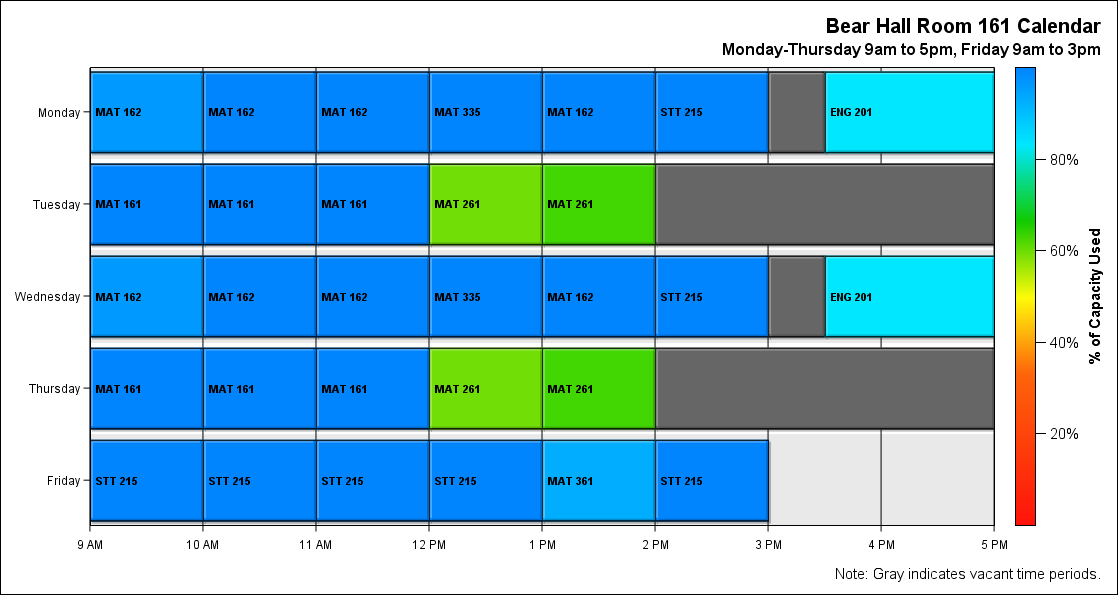 Bear Hall Room 161 Calendar
Monday-Thursday 9am to 5pm, Friday 9am to 3pm
Monday MAT 162 MAT 162 MAT 162 MAT 335 MAT 162 STT 215 ENG 201
80%
Tuesday MAT 161 MAT 161 MAT 161 MAT 261 MAT 261
60%
Wednesday MAT 162 MAT 162 MAT 162 MAT 335 MAT 162 STT 215 ENG 201
% of Capacity Used
40%
Thursday MAT 161 MAT 161 MAT 161 MAT 261 MAT 261
20%
Friday STT 215 STT 215 STT 215 STT 215 MAT 361 STT 215
9 AM 10 AM 11 AM 12 PM 1 PM 2 PM 3 PM 4 PM 5 PM
Note: Gray indicates vacant time periods.